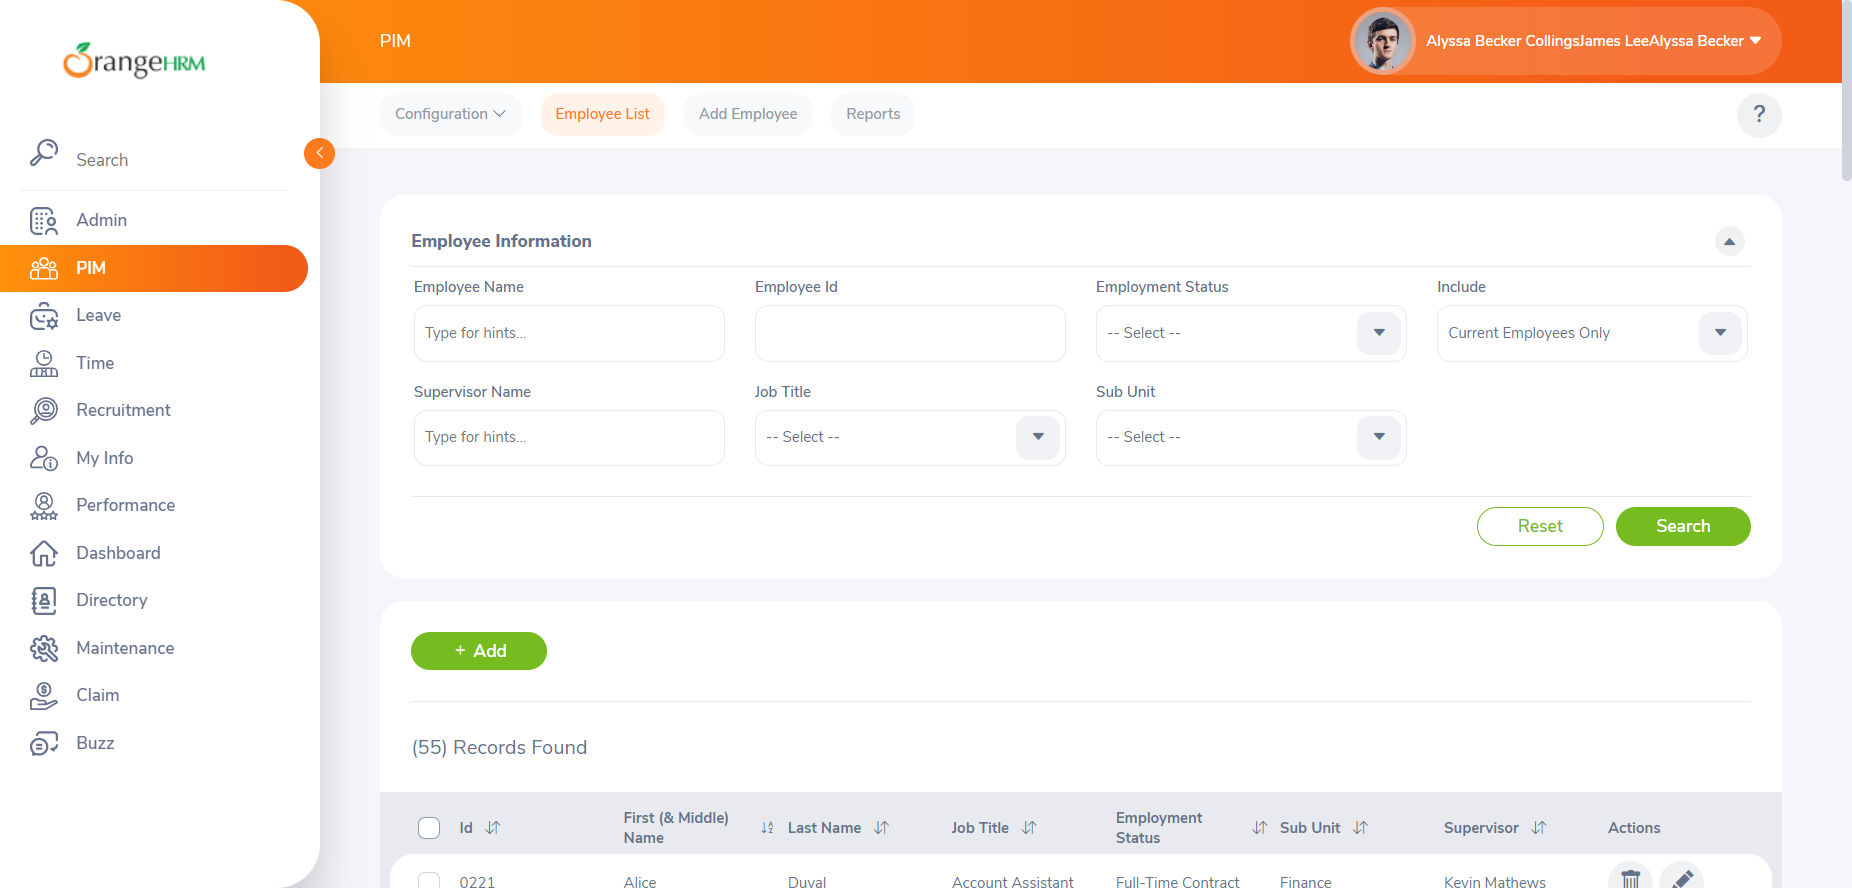 OrangeHRM
Search
Admin
PIM
Leave
Time
Recruitment
My Info
Performance
Dashboard
Directory
Maintenance
Claim
Buzz
PIM
Alyssa Becker CollingsJames LeeAlyssa Becker
Configuration
Employee List
Add Employee
Reports
?
Employee Information
Employee Name
Employee Id
Employment Status
Include
Type for hints...
-- Select --
Current Employees Only
Supervisor Name
Job Title
Sub Unit
Type for hints...
-- Select --
-- Select --
Reset
Search
+ Add
(55) Records Found
Id
First (& Middle) Name
Last Name
Job Title
Employment Status
Sub Unit
Supervisor
Actions
0221
Alice
Duval
Account Assistant
Full-Time Contract
Finance
Kevin Mathews